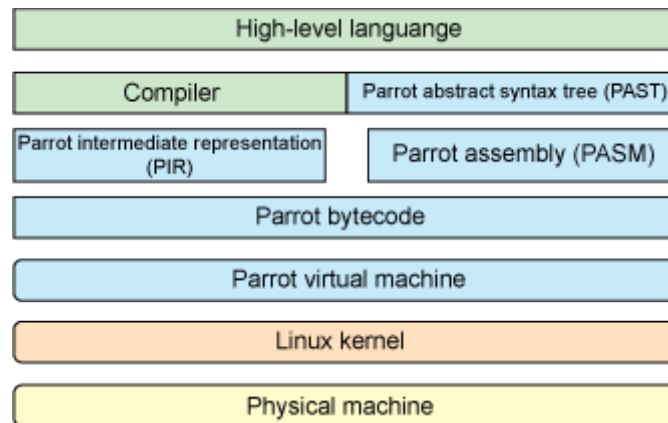 High-level languange
Compiler
Parrot abstract syntax tree (PAST)
Parrot intermediate representation
(PIR)
Parrot assembly (PASM)
Parrot bytecode
Parrot virtual machine
Linux kernel
Physical machine